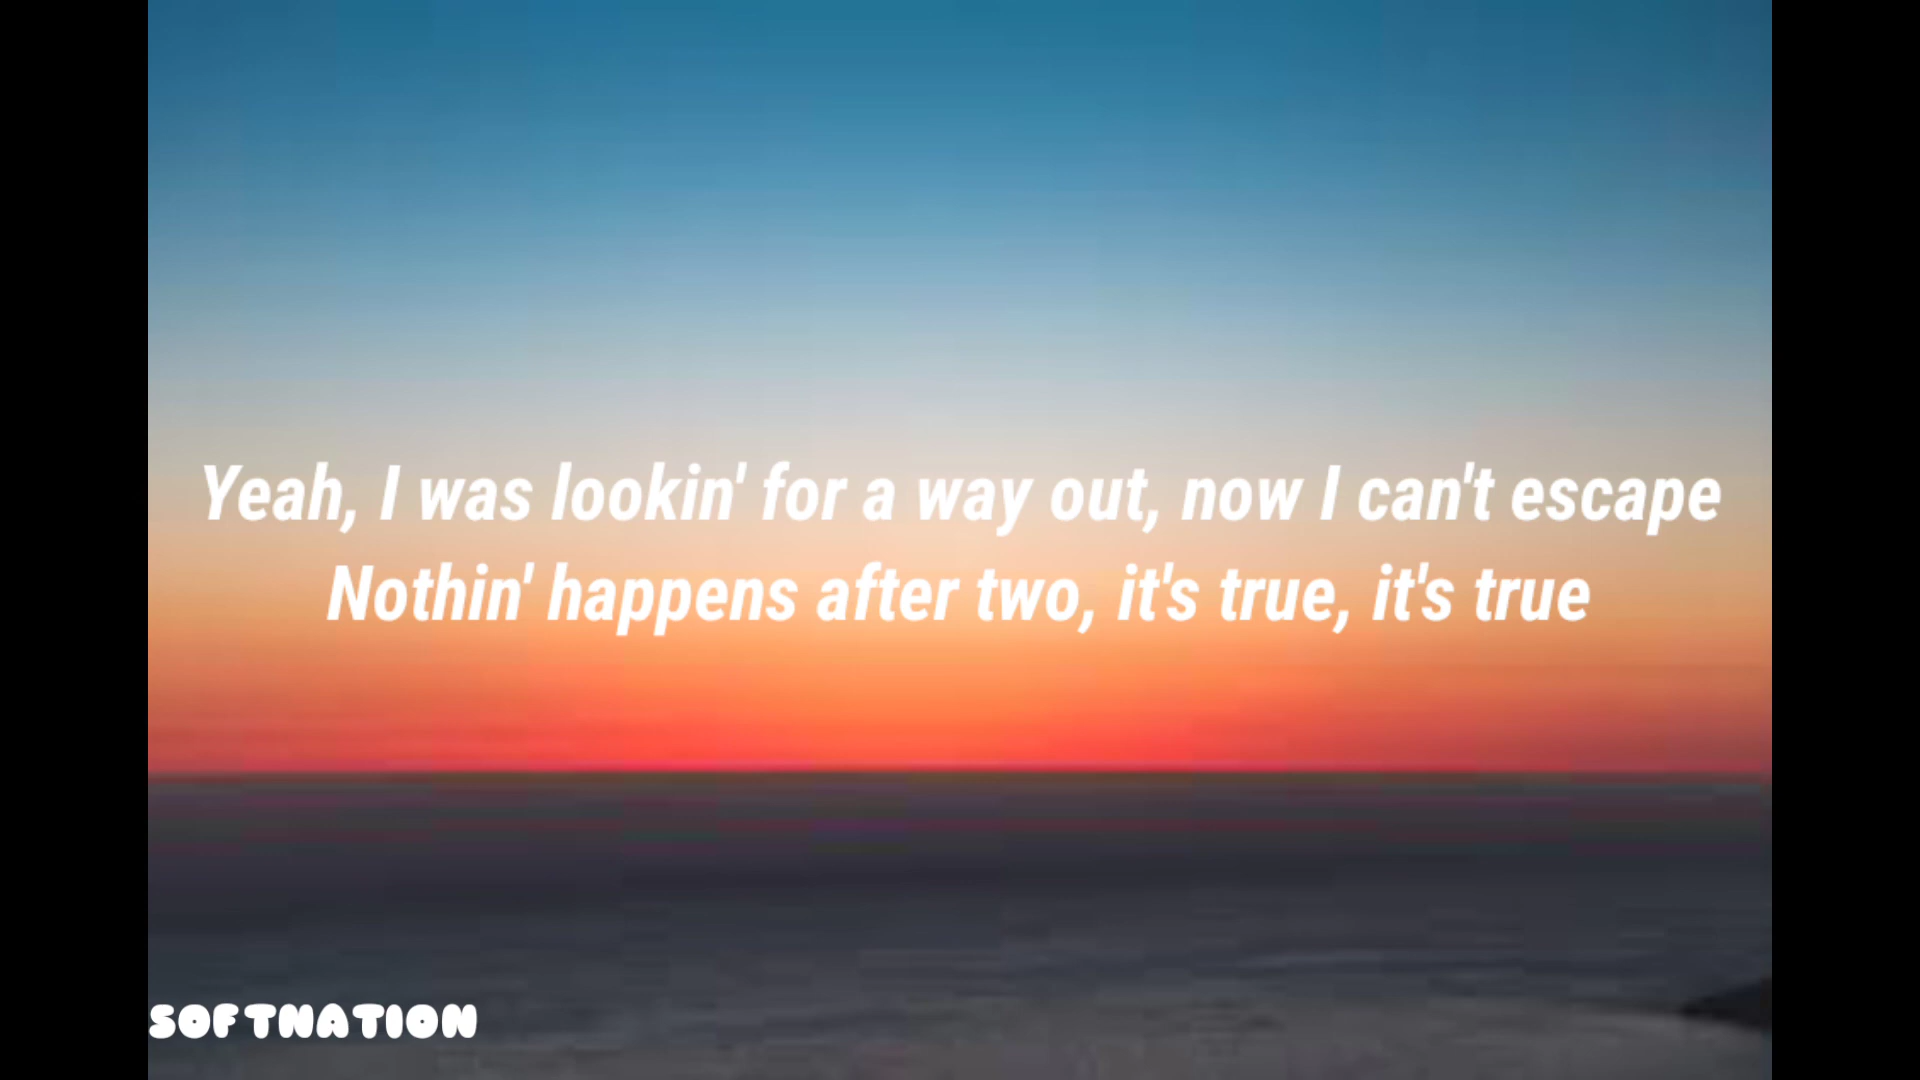 Yeah, I was lookin' for a way out, now I can't escape
Nothin' happens after two, it's true, it's true
SOFTNATION